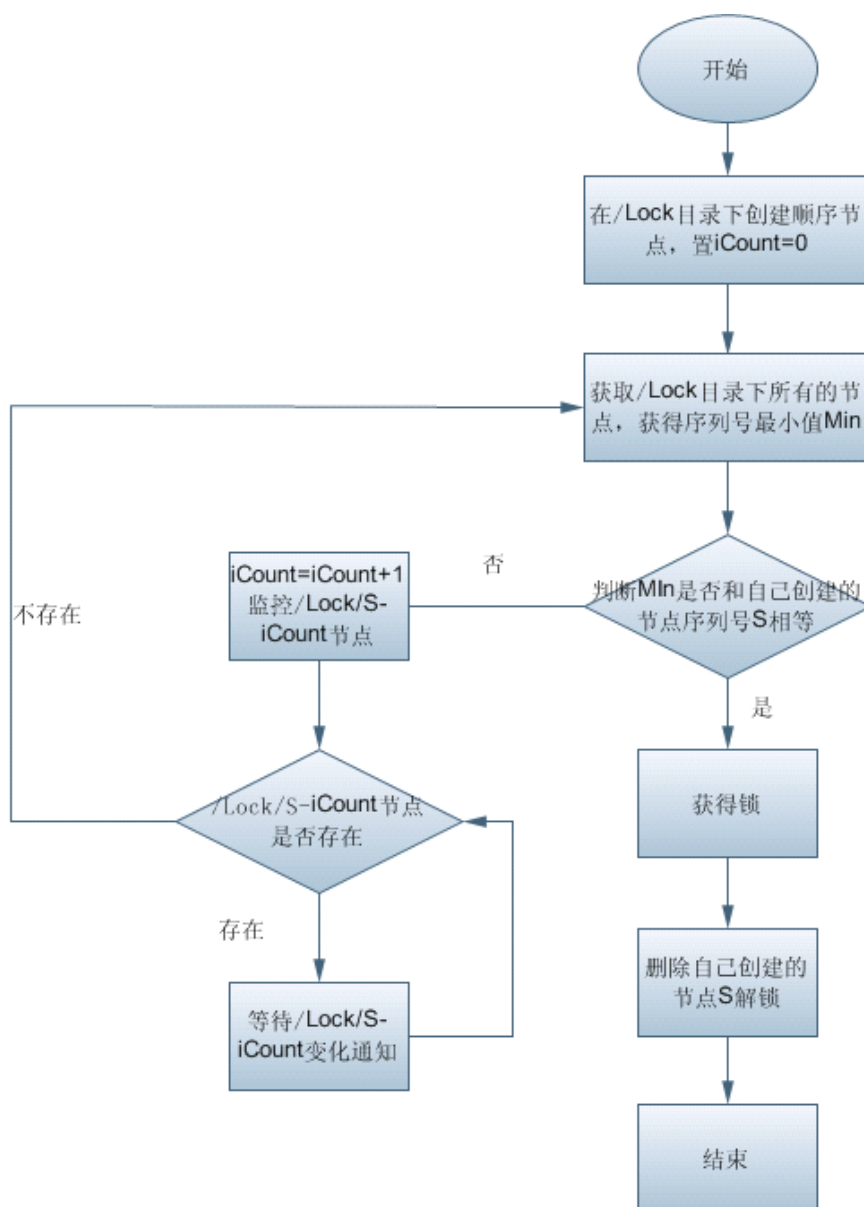 开始
在/Lock目录下创建顺序节
点，置iCount=0
获取/Lock目录下所有的节
点，获得序列号最小值Min
判断MIn是否和自己创建的
节点序列号S相等
否
iCount=iCount+1
监控/Lock/S-
iCount节点
不存在
是
/Lock/S-iCount节点
是否存在
获得锁
存在
等待/Lock/S-
iCount变化通知
删除自己创建的
节点S解锁
结束